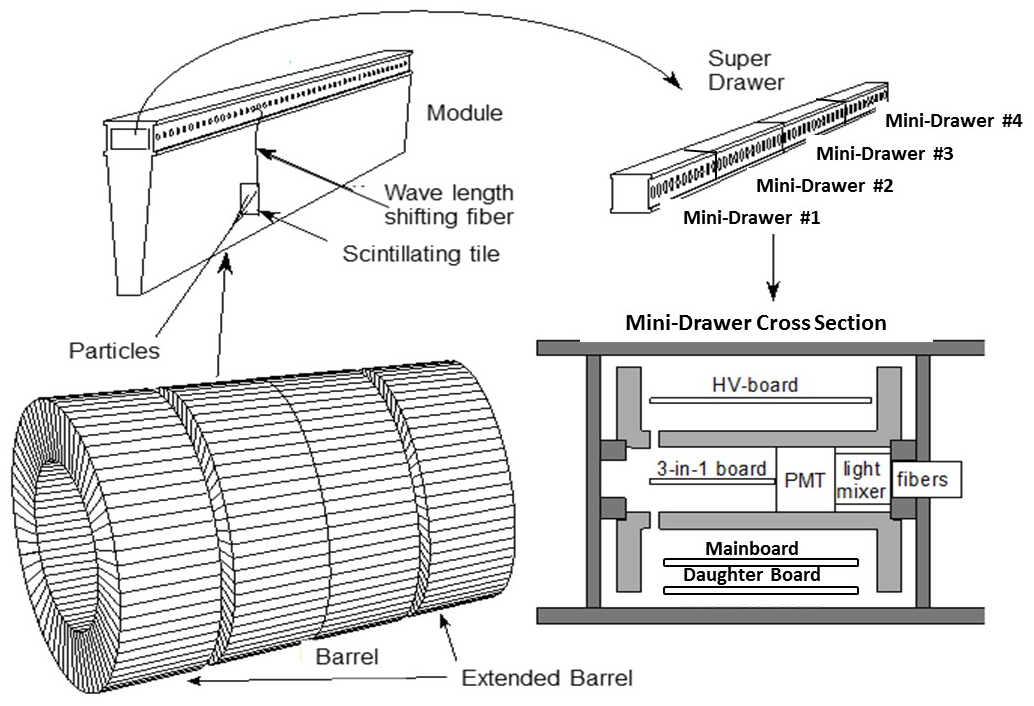 Super
Drawer
Module
Mini-Drawer #4
Mini-Drawer #3
Mini-Drawer #2
Mini-Drawer #1
Wave length
shifting fiber
Scintillating tile
Particles
Mini-Drawer Cross Section
HV-board
3-in-1 board
PMT
light
mixer
fibers
Mainboard
Daughter Board
Barrel
Extended Barrel